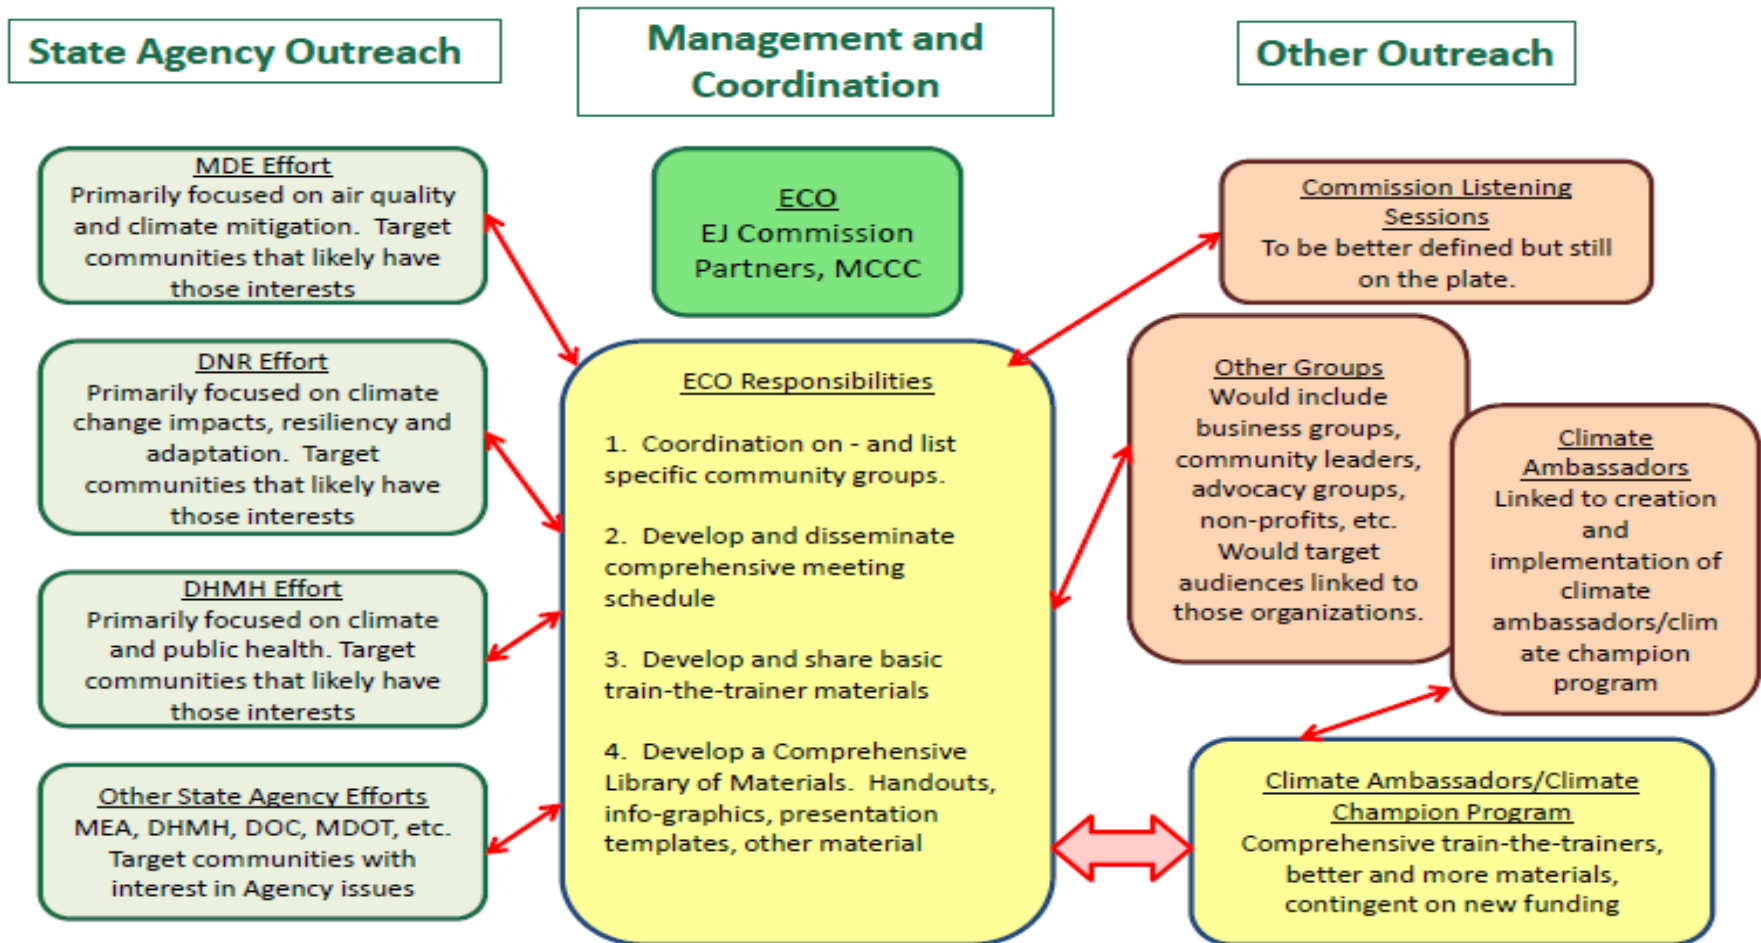 State Agency Outreach
Management and
Coordination
Other Outreach
MDE Effort
Primarily focused on air quality
and climate mitigation. Target
communities that likely have
those interests
DNR Effort
Primarily focused on climate
change impacts, resiliency and
adaptation. Target
communities that likely have
those interests
DHMH Effort
Primarily focused on climate
and public health. Target
communities that likely have
those interests
Other State Agency Efforts
MEA, DHMH, DOC, MDOT, etc.
Target communities with
interest in Agency issues
ECO
EJ Commission
Partners, MCCC
ECO Responsibilities
1. Coordination on - and list
specific community groups.
2. Develop and disseminate
comprehensive meeting
schedule
3. Develop and share basic
train-the-trainer materials
4. Develop a Comprehensive
Library of Materials. Handouts,
info-graphics, presentation
templates, other material
Commission Listening
Sessions
To be better defined but still
on the plate.
Other Groups
Would include
business groups,
community leaders,
advocacy groups,
non-profits, etc.
Would target
audiences linked to
those organizations.
Climate
Ambassadors
Linked to creation
and
implementation of
climate
ambassadors/clim
ate champion
program
Climate Ambassadors/Climate
Champion Program
Comprehensive train-the-trainers,
better and more materials,
contingent on new funding